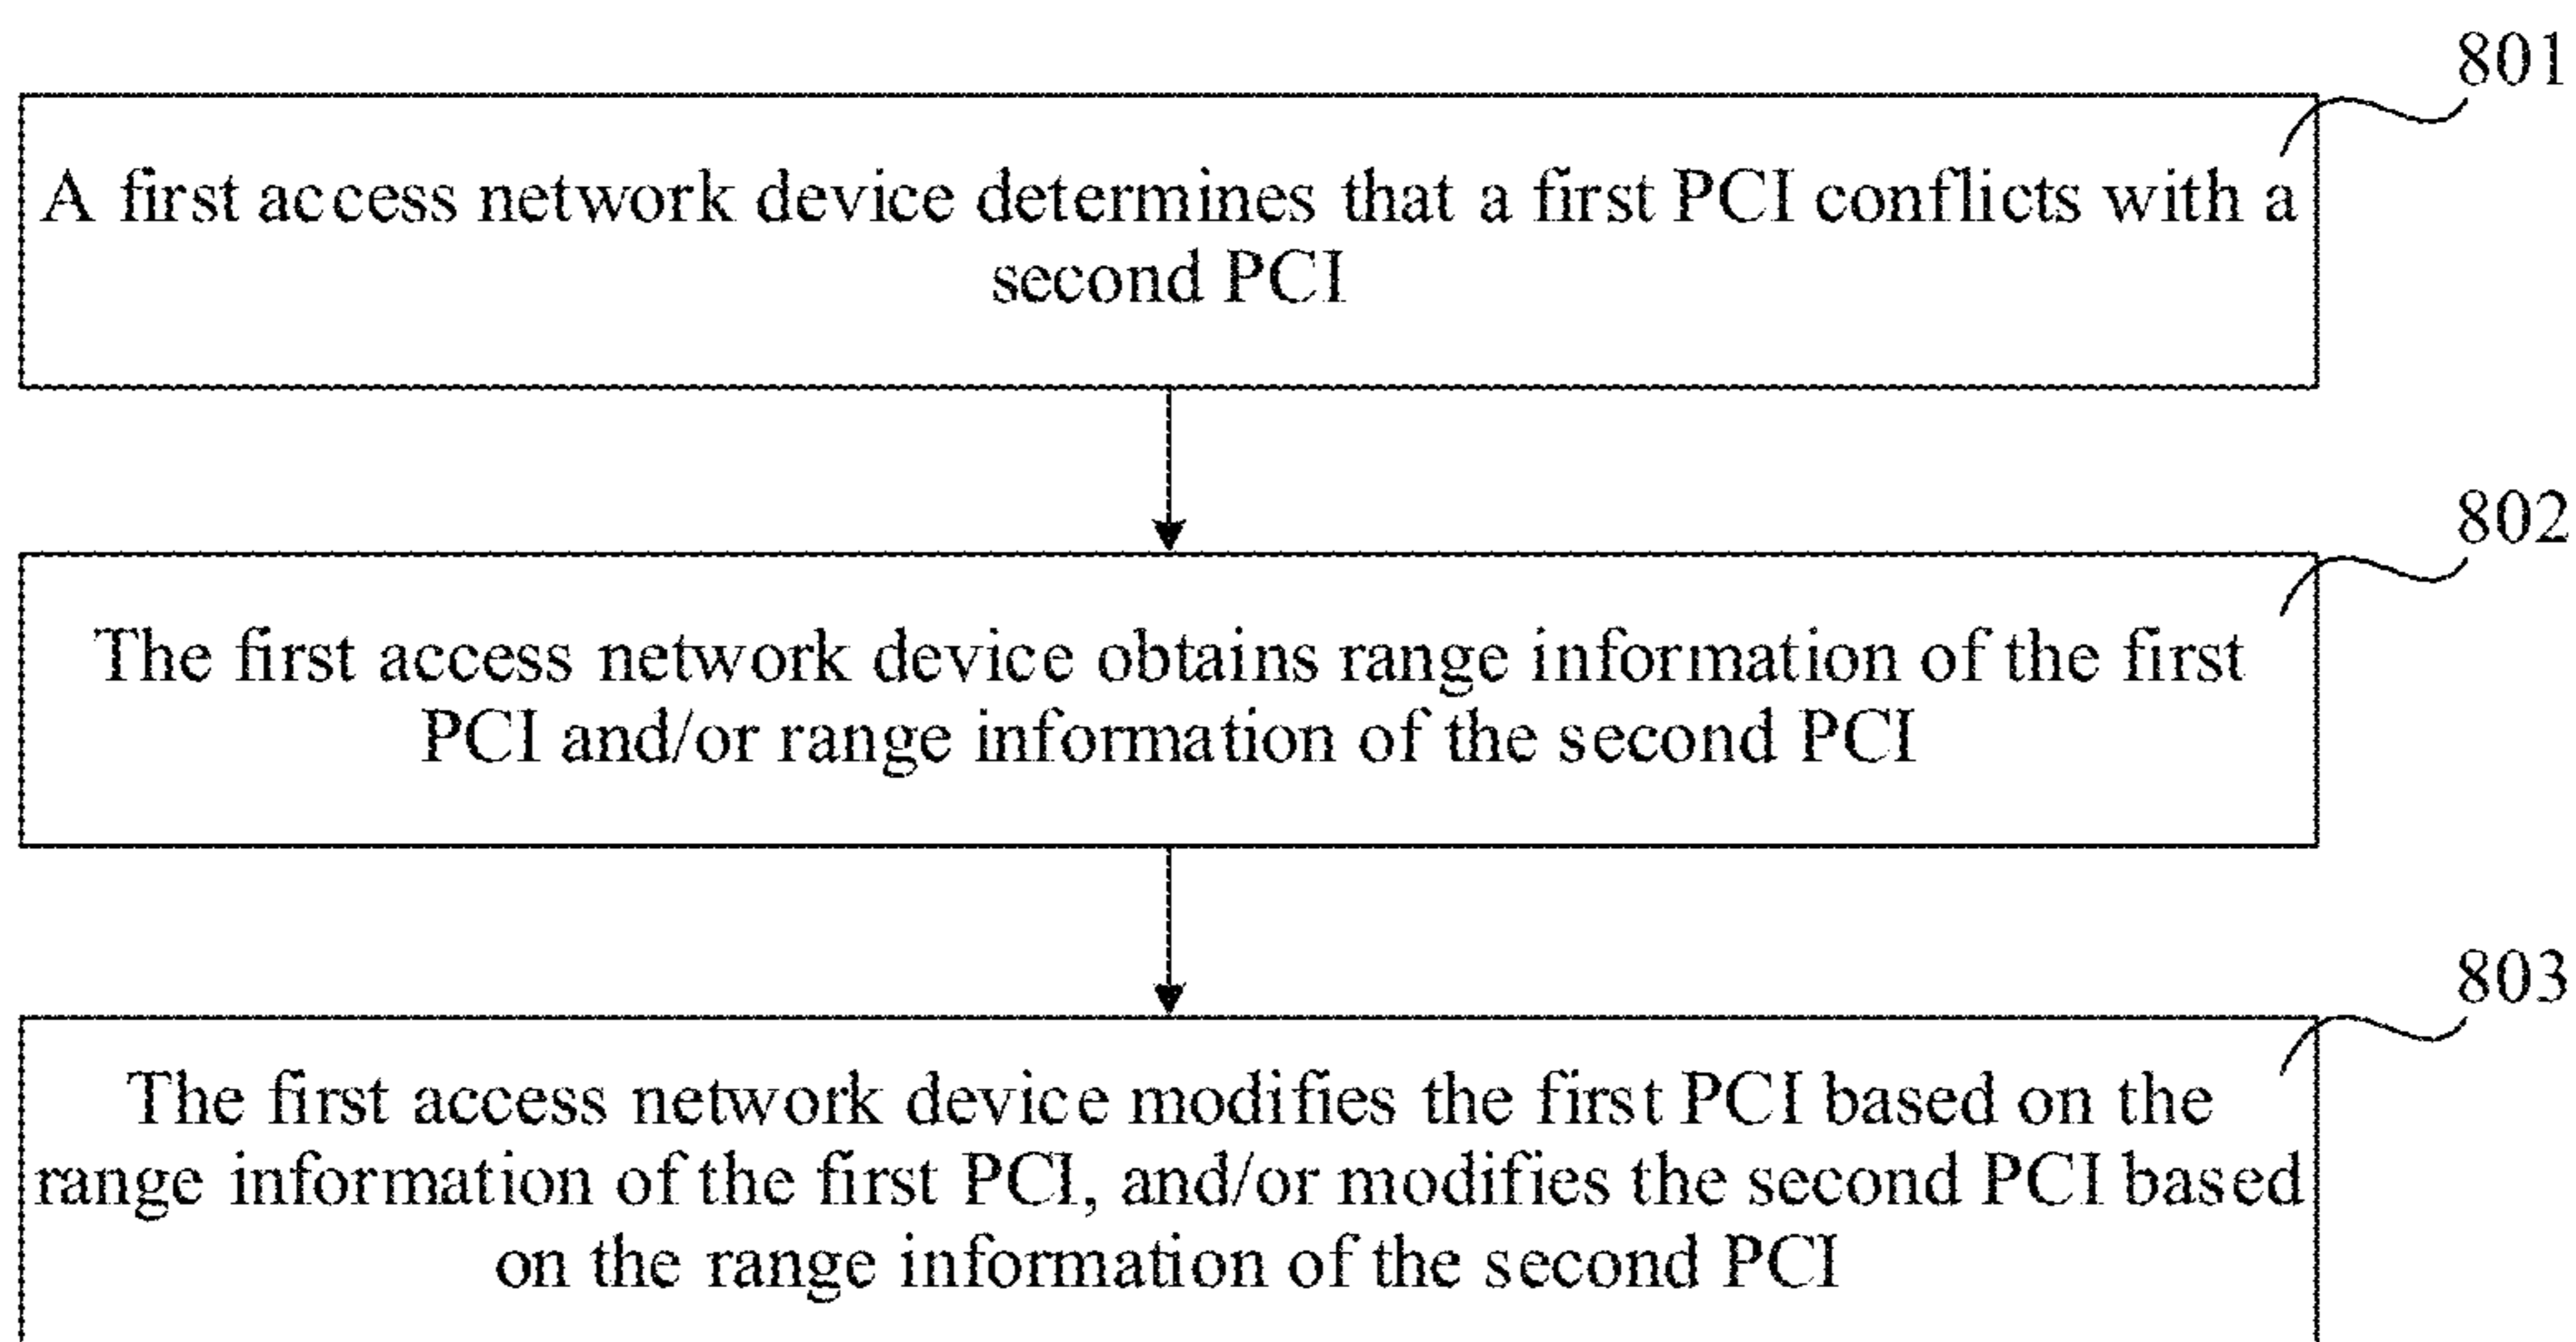 801
A first access network device determines that a first PCI conflicts with a
second PCI
802
The first access network device obtains range information of the first
PCI and/or range information of the second PCI
803
The first access network device modifies the first PCI based on the
range information of the first PCI, and/or modifies the second PCI based
on the range information of the second PCI